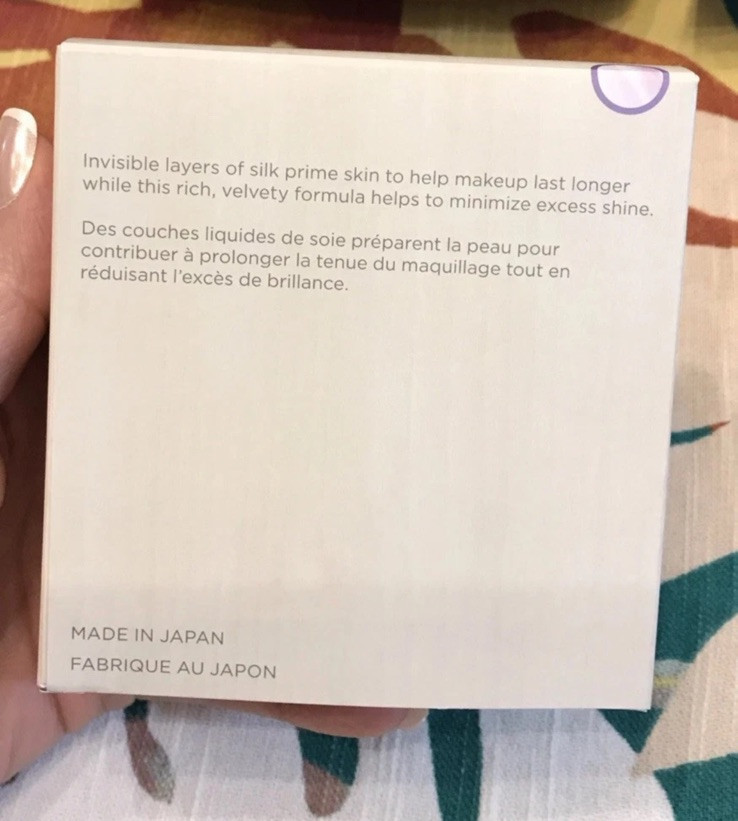 Invisible layers of silk prime skin to help makeup last longer
while this rich, velvety formula helps to minimize excess shine.
Des couches liquides de soie préparent la peau pour
contribuer à prolonger la tenue du maquillage tout en
réduisant l'excès de brillance.
MADE IN JAPAN
FABRIQUE AU JAPON